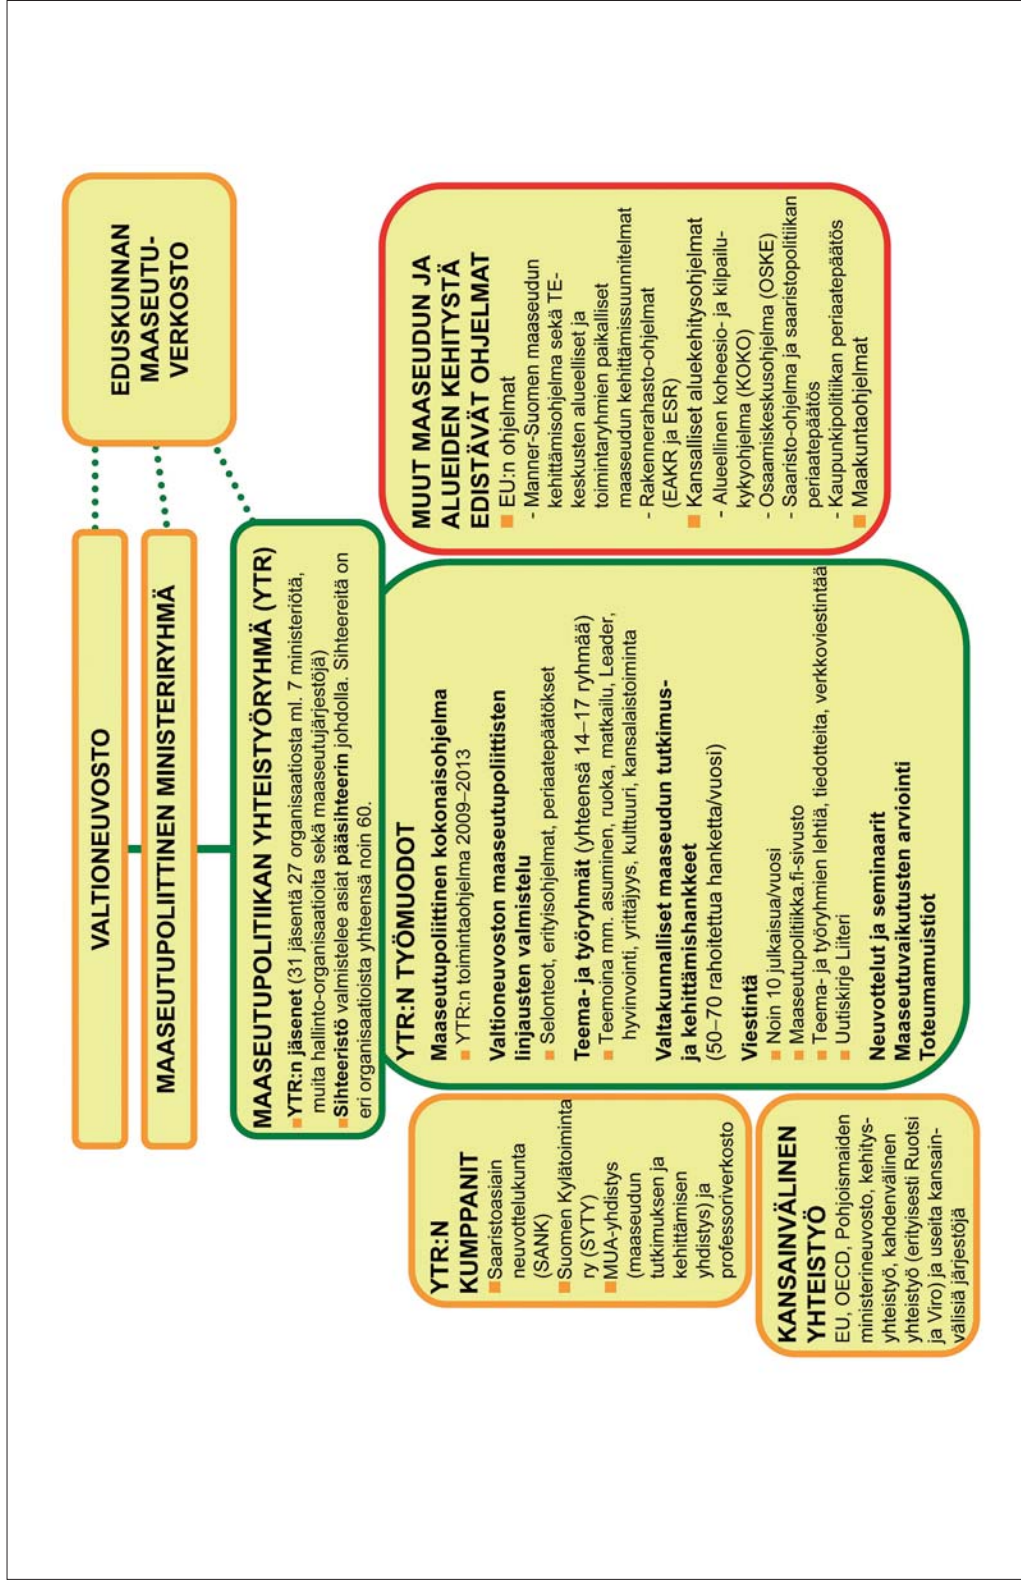 VALTIONEUVOSTO
MAASEUTUPOLIITTINEN MINISTERIRYHMÄ
EDUSKUNNAN
MAASEUTU-
VERKOSTO
MAASEUTUPOLITIIKAN YHTEISTYÖRYHMÄ (YTR)
YTR:n jäsenet (31 jäsentä 27 organisaatiosta ml. 7 ministeriötä,
muita hallinto-organisaatioita sekä maaseutujärjestöjä)
Sihteeristö valmistelee asiat pääsihteerin johdolla. Sihteereitä on
eri organisaatioista yhteensä noin 60.
YTR:N
KUMPPANIT
Saaristoasiain
neuvottelukunta
(SANK)
Suomen Kylätoiminta
ry (SYTY)
MUA-yhdistys
(maaseudun
tutkimuksen ja
kehittämisen
yhdistys) ja
professoriverkosto
KANSAINVÄLINEN
YHTEISTYÖ
EU, OECD, Pohjoismaiden
ministerineuvosto, kehitys-
yhteistyö, kahdenvälinen
yhteistyö (erityisesti Ruotsi
ja Viro) ja useita kansain-
välisiä järjestöjä
YTR:N TYÖMUODOT
Maaseutupoliittinen kokonaisohjelma
YTR:n toimintaohjelma 2009–2013
Valtioneuvoston maaseutupoliittisten
linjausten valmistelu
Selonteot, erityisohjelmat, periaatepäätökset
Teema- ja työryhmät (yhteensä 14–17 ryhmää)
Teemoina mm. asuminen, ruoka, matkailu, Leader,
hyvinvointi, yrittäjyys, kulttuuri, kansalaistoiminta
Valtakunnalliset maaseudun tutkimus-
ja kehittämishankkeet
(50–70 rahoitettua hanketta/vuosi)
Viestintä
Noin 10 julkaisua/vuosi
Maaseutupolitiikka.fi-sivusto
Teema- ja työryhmien lehtiä, tiedotteita, verkkoviestintää
Uutiskirje Liiteri
Neuvottelut ja seminaarit
Maaseutuvaikutusten arviointi
Toteumamuistiot
MUUT MAASEUDUN JA
ALUEIDEN KEHITYSTÄ
EDISTÄVÄT OHJELMAT
EU:n ohjelmat
- Manner-Suomen maaseudun
kehittämisohjelma sekä TE-
keskusten alueelliset ja
toimintaryhmien paikalliset
maaseudun kehittämissuunnitelmat
- Rakennerahasto-ohjelmat
(EAKR ja ESR)
Kansalliset aluekehitysohjelmat
- Alueellinen koheesio- ja kilpailu-
kykyohjelma (KOKO)
- Osaamiskeskusohjelma (OSKE)
- Saaristo-ohjelma ja saaristopolitiikan
periaatepäätös
- Kaupunkipolitiikan periaatepäätös
Maakuntaohjelmat